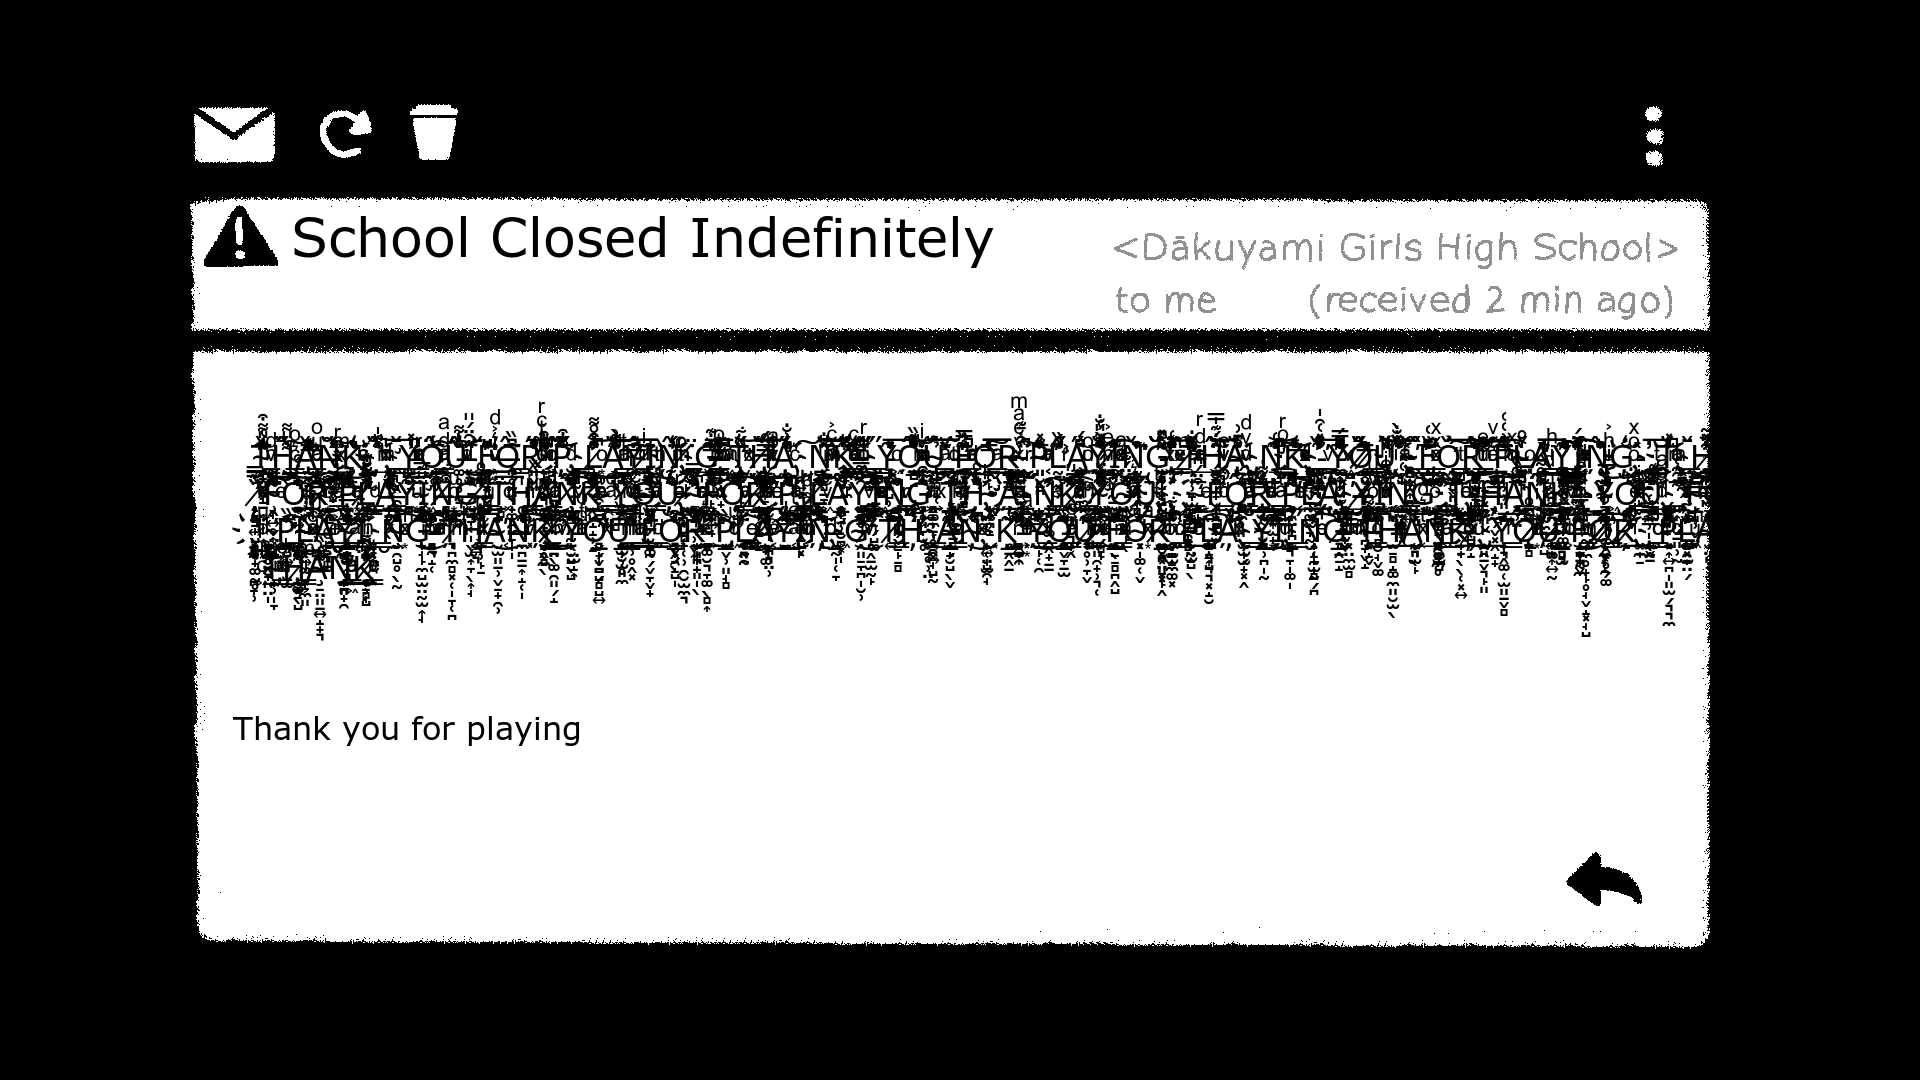 School Closed Indefinitely
<Dākuyami Girls High School>
to me (received 2 min ago)
THANK YOU FOR PLAYING THANK YOU FOR PLAYING THANK YOU FOR PLAYING TH
FOR PLAYING THANK YOU FOR PLAYING THANK YOU FOR PLAYING THANK YOU F
PLAYING THANK YOU FOR PLAYING THANK YOU FOR PLAYING THANK YOU FOR PLA
THANK
Thank you for playing